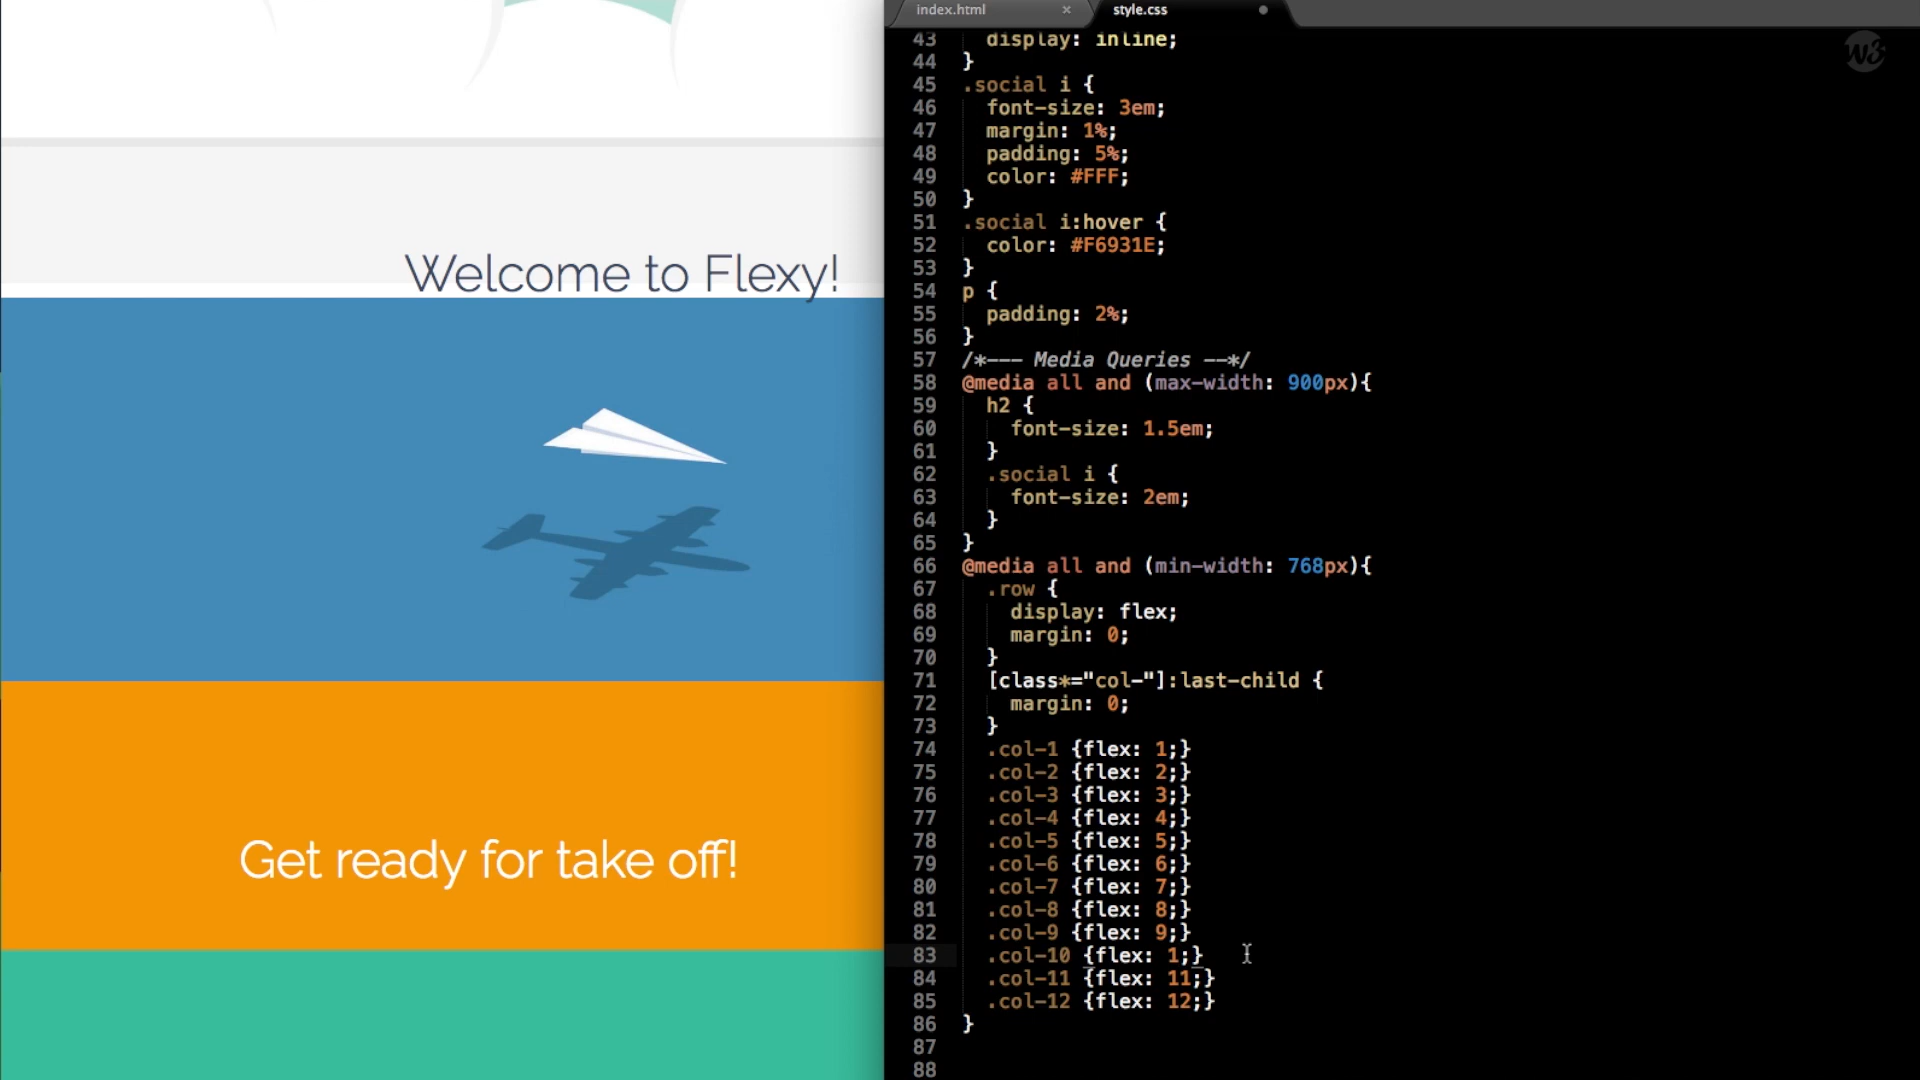 index.html × style.css
43 display: inline;
44 }
45 .social i {
46 font-size: 3em;
47 margin: 1%;
48 padding: 5%;
49 color: #FFF;
50 }
51 .social i:hover {
52 color: #F6931E;
53 }
54 p {
55 padding: 2%;
56 }
57 /*--- Media Queries --*/
58 @media all and (max-width: 900px){
59 h2 {
60 font-size: 1.5em;
61 }
62 .social i {
63 font-size: 2em;
64 }
65 }
66 @media all and (min-width: 768px){
67 .row {
68 display: flex;
69 margin: 0;
70 }
71 [class*="col-"]:last-child {
72 margin: 0;
73 }
74 .col-1 {flex: 1;}
75 .col-2 {flex: 2;}
76 .col-3 {flex: 3;}
77 .col-4 {flex: 4;}
78 .col-5 {flex: 5;}
79 .col-6 {flex: 6;}
80 .col-7 {flex: 7;}
81 .col-8 {flex: 8;}
82 .col-9 {flex: 9;}
83 .col-10 {flex: 1;}
84 .col-11 {flex: 11;}
85 .col-12 {flex: 12;}
86 }
87
88
Welcome to Flexy!
Get ready for take off!
W3